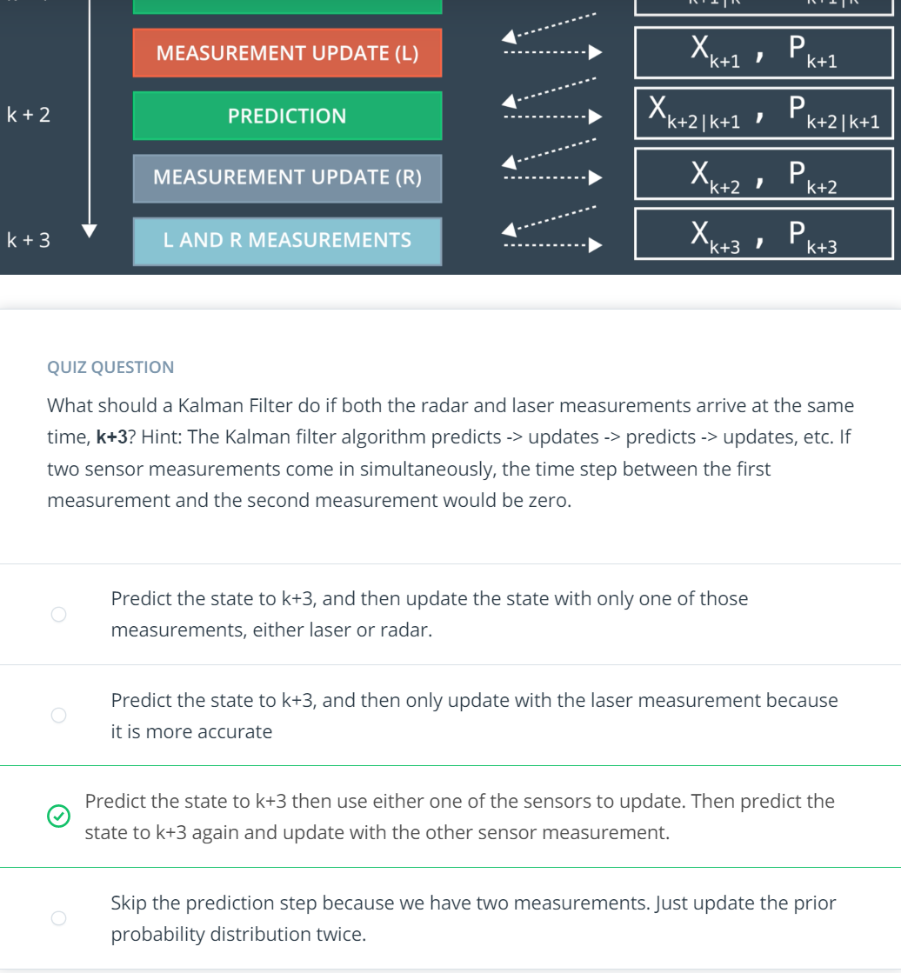 MEASUREMENT UPDATE (L)
X k+1 , P k+1
k + 2
PREDICTION
X k+2|k+1 , P k+2|k+1
MEASUREMENT UPDATE (R)
X k+2 , P k+2
k + 3
L AND R MEASUREMENTS
X k+3 , P k+3
QUIZ QUESTION
What should a Kalman Filter do if both the radar and laser measurements arrive at the same
time, k+3? Hint: The Kalman filter algorithm predicts -> updates -> predicts -> updates, etc. If
two sensor measurements come in simultaneously, the time step between the first
measurement and the second measurement would be zero.
Predict the state to k+3, and then update the state with only one of those
measurements, either laser or radar.
Predict the state to k+3, and then only update with the laser measurement because
it is more accurate
Predict the state to k+3 then use either one of the sensors to update. Then predict the
state to k+3 again and update with the other sensor measurement.
Skip the prediction step because we have two measurements. Just update the prior
probability distribution twice.